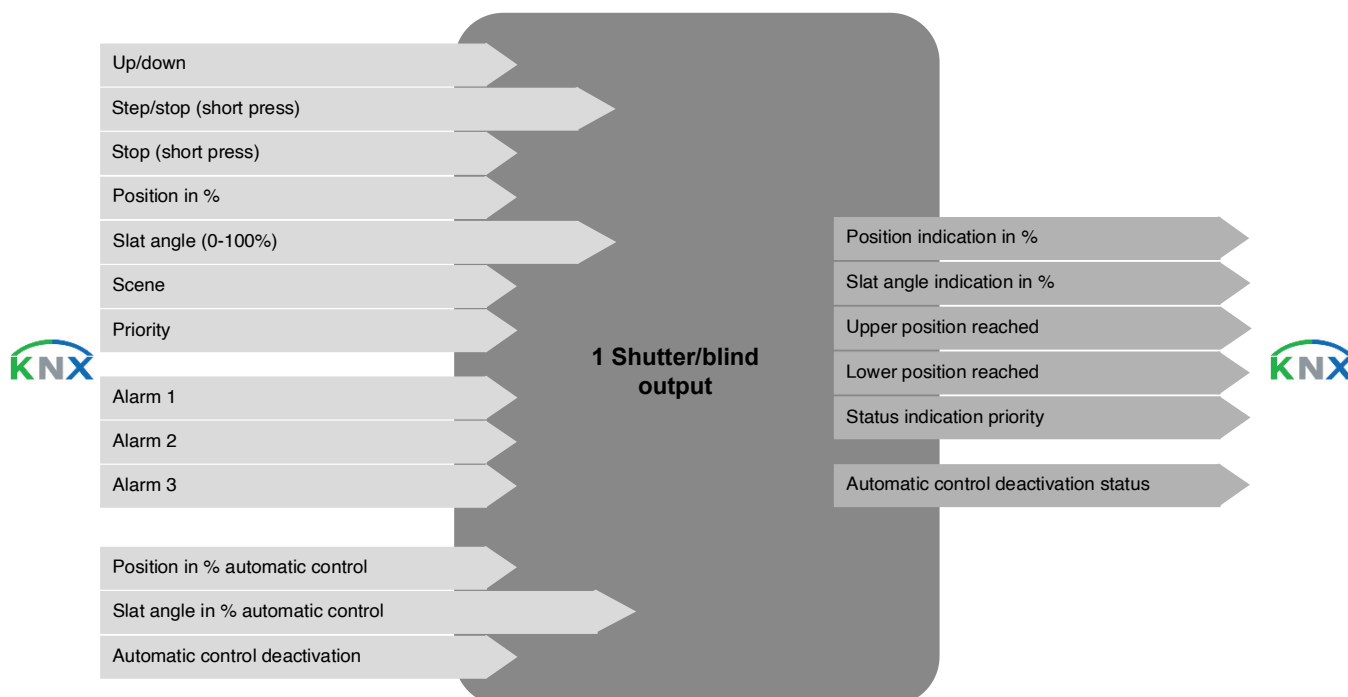 Up/down
Step/stop (short press)
Stop (short press)
Position in %
Slat angle (0-100%)
Scene
Priority
KNX
Alarm 1
Alarm 2
Alarm 3
Position in % automatic control
Slat angle in % automatic control
Automatic control deactivation
1 Shutter/blind
output
Position indication in %
Slat angle indication in %
Upper position reached
Lower position reached
Status indication priority
Automatic control deactivation status
KNX